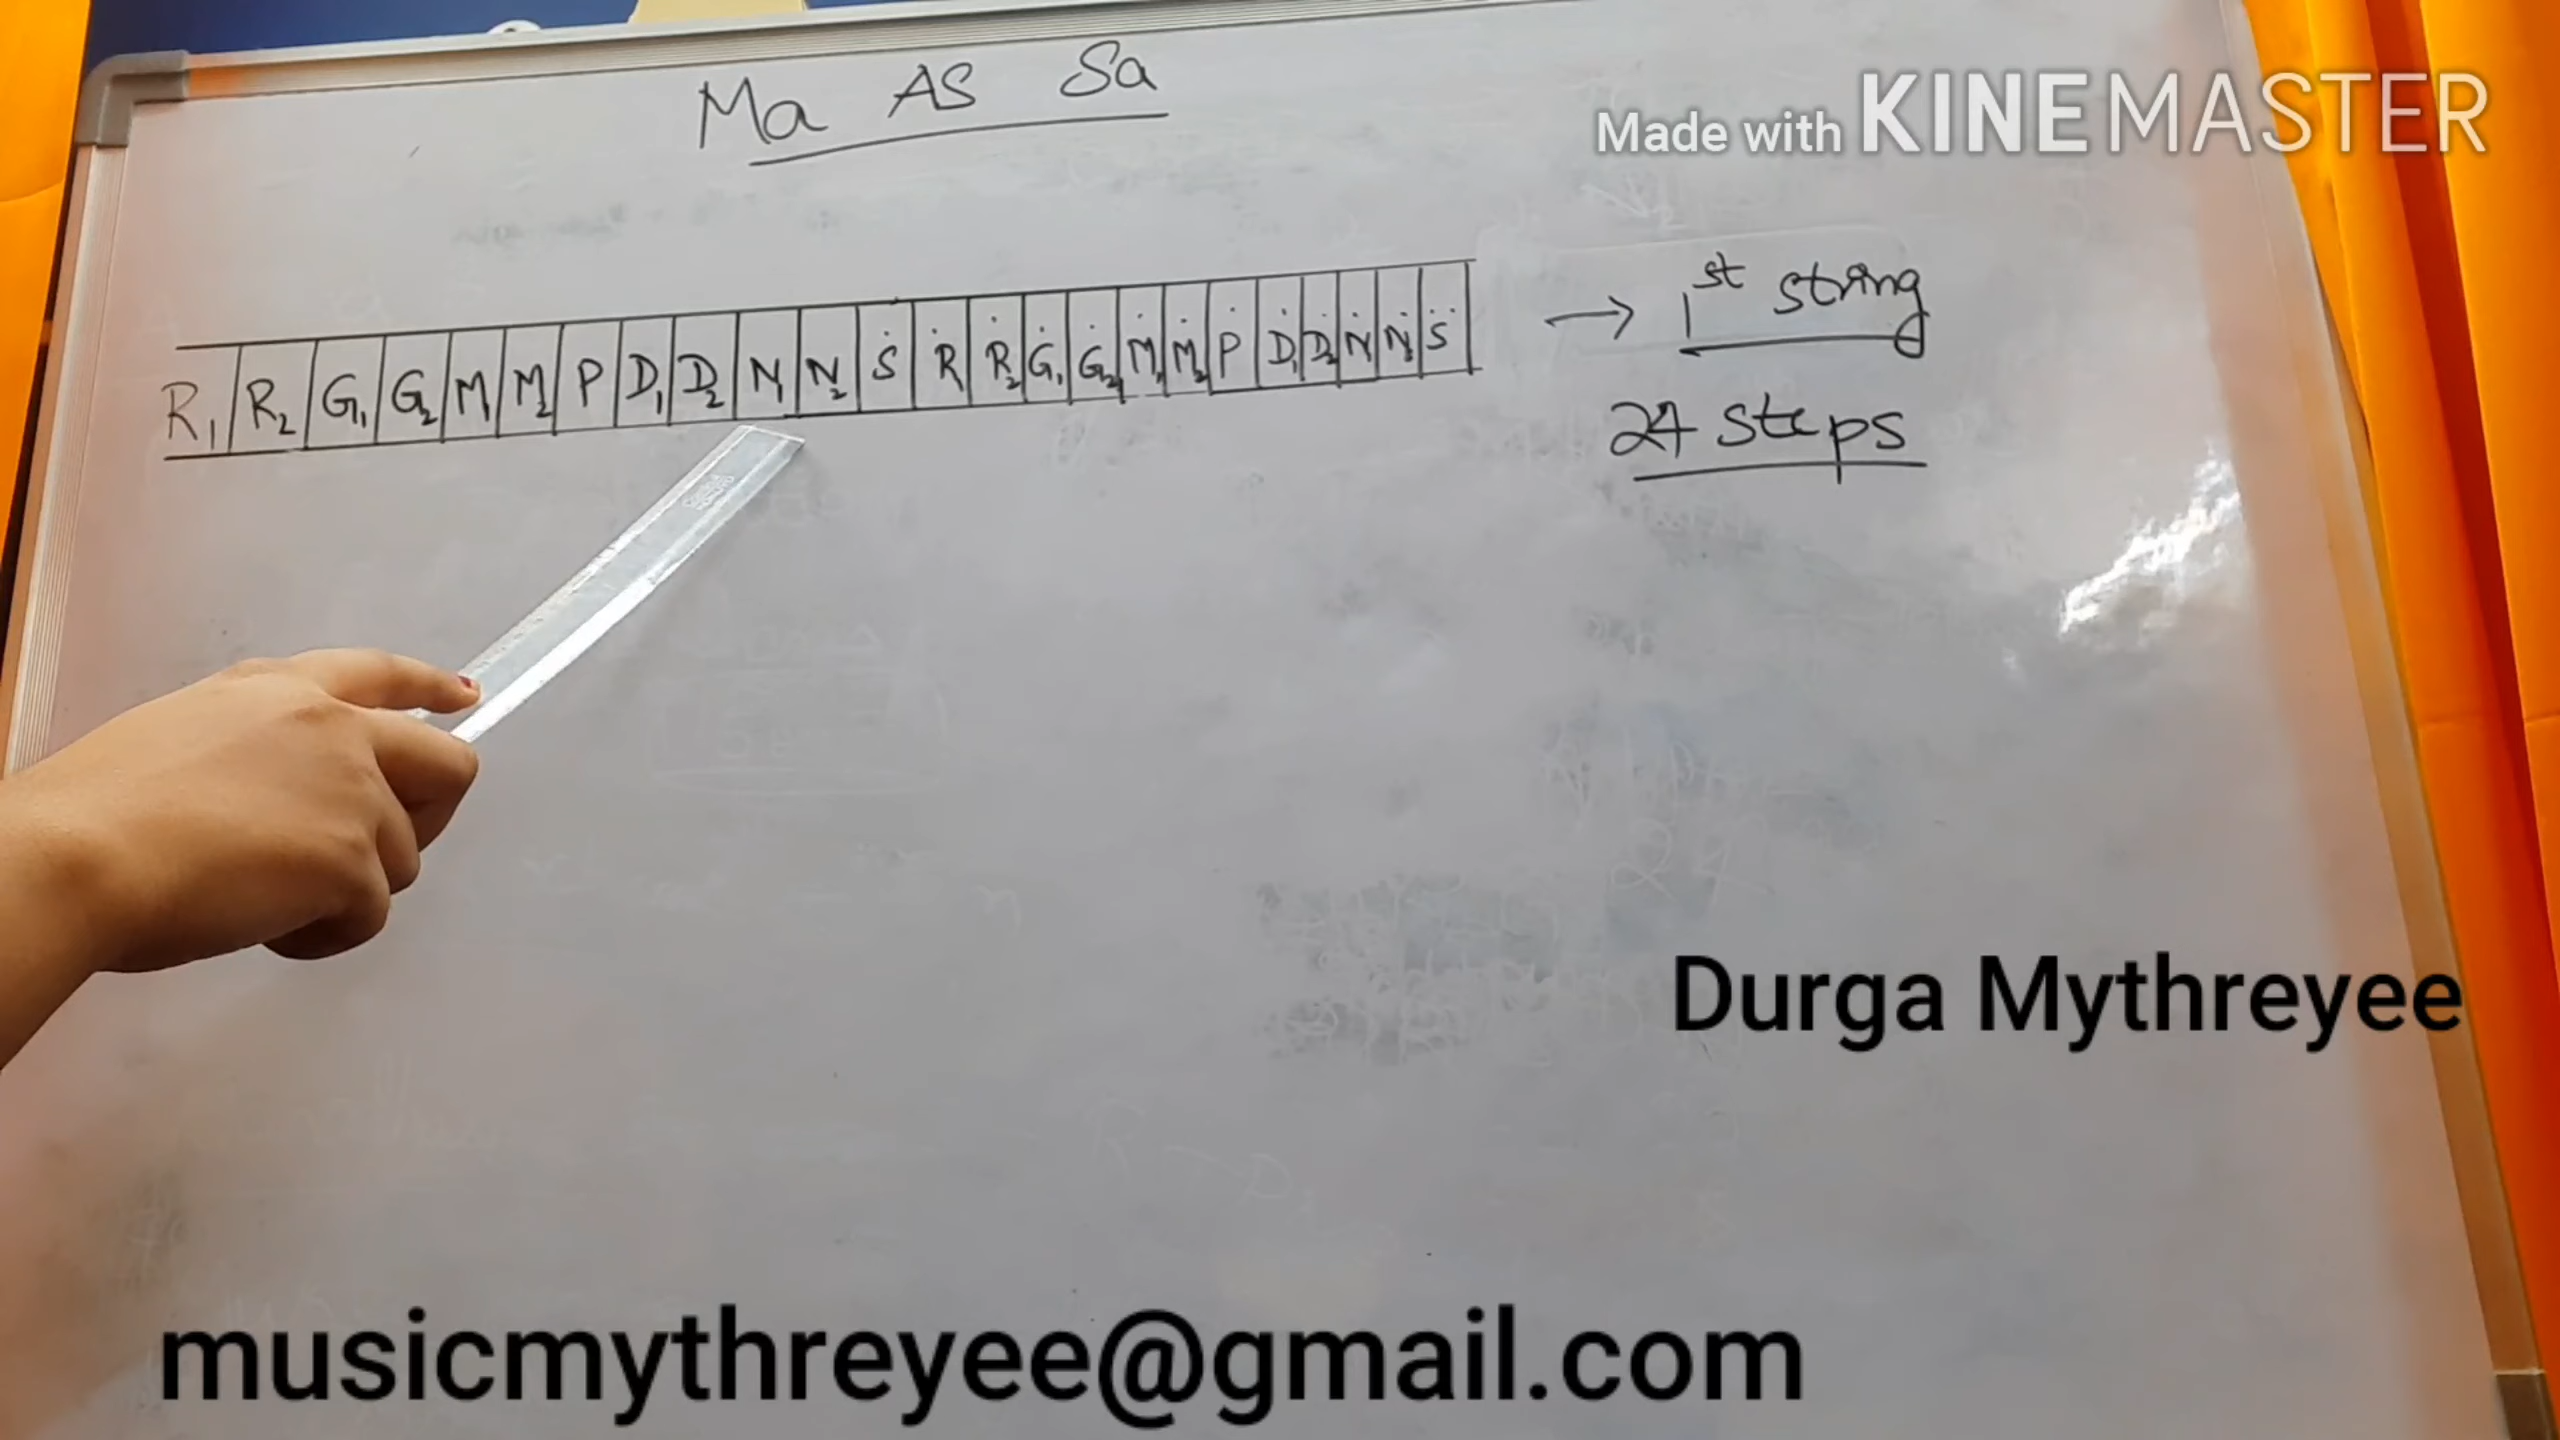 Ma AS Sa
Made with KINEMASTER
R₁ R₂ G₁ G₂ M₁ M₂ P D₁ D₂ N₁ N₂ Ṡ Ṙ Ṙ₂ Ġ₁ Ġ₂ Ṁ₁ Ṁ₂ Ṗ Ḋ₁ Ḋ₂ Ṅ₁ Ṅ₂ S̈ → 1st string
24 steps
Durga Mythreyee
musicmythreyee@gmail.com